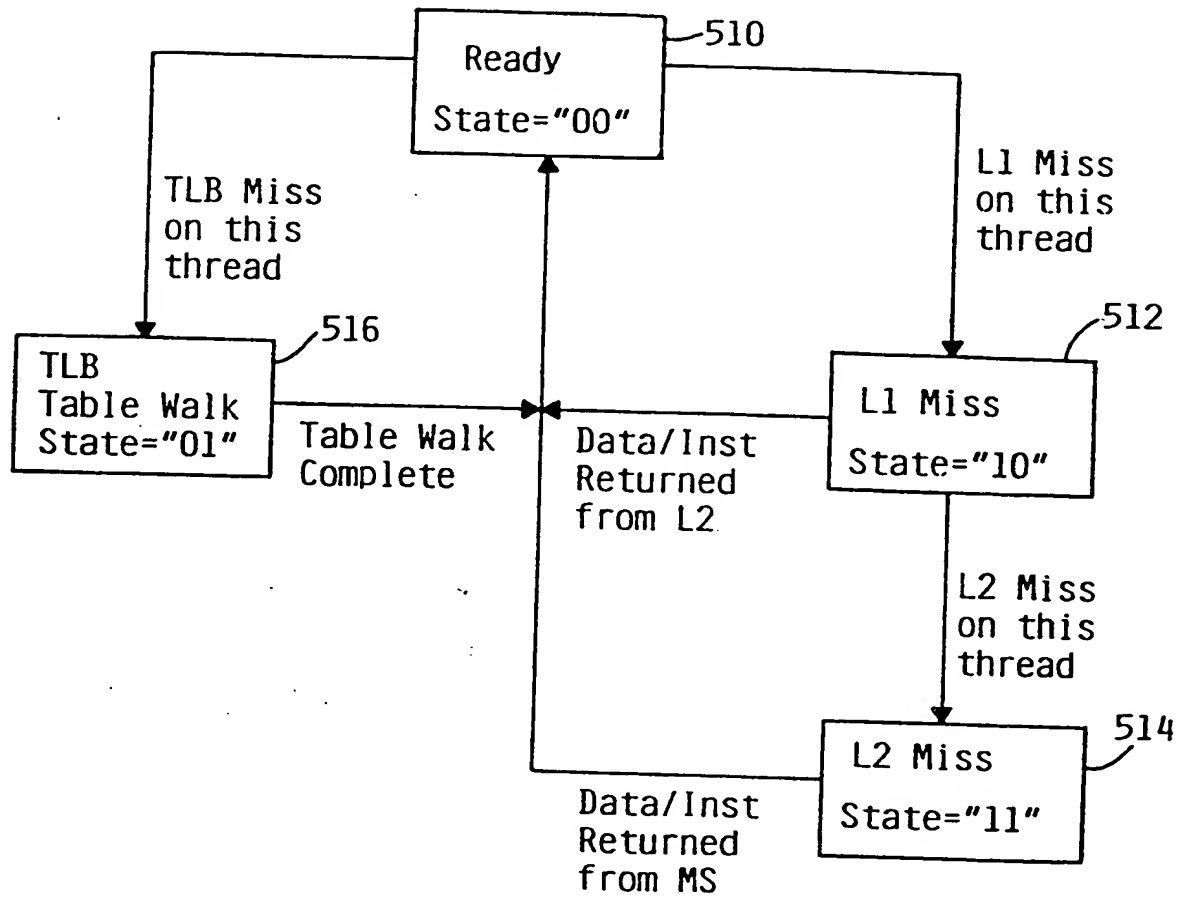 510
Ready
State="00"
TLB Miss
on this
thread
L1 Miss
on this
thread
516
512
TLB
Table Walk
State="01"
Table Walk
Complete
Data/Inst
Returned
from L2
L1 Miss
State="10"
L2 Miss
on this
thread
514
L2 Miss
State="11"
Data/Inst
Returned
from MS